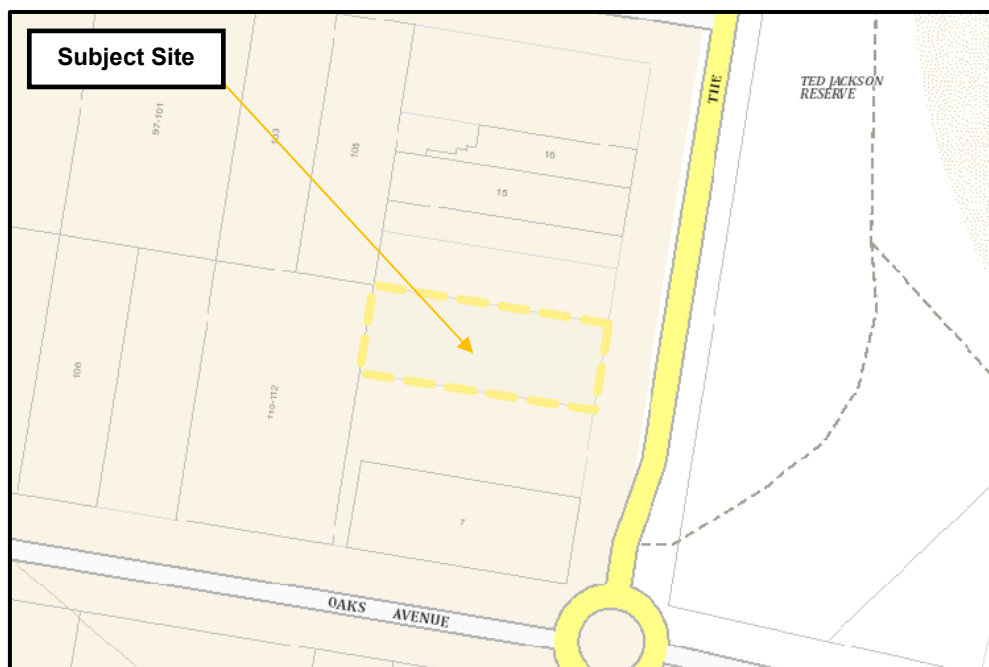 Subject Site
THE
TED JACKSON
RESERVE
97-101
103
105
16
15
106
110-112
7
OAKS AVENUE